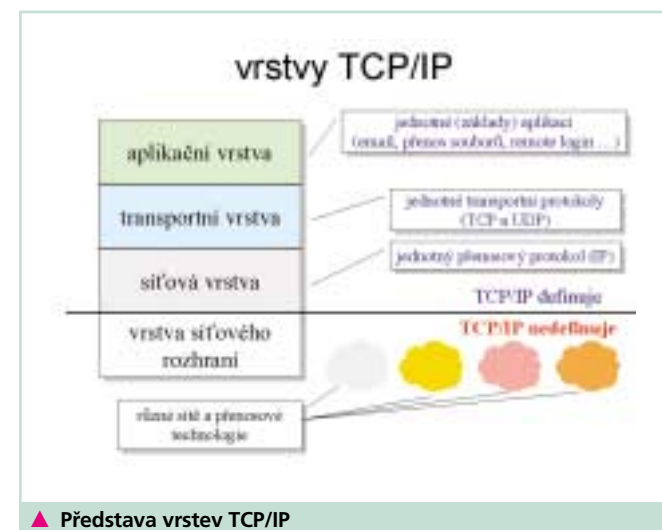 vrstvy TCP/IP
aplikační vrstva
jednotné (základy) aplikací
(email, přenos souborů, remote login ...)
transportní vrstva
jednotné transportní protokoly
(TCP a UDP)
síťová vrstva
jednotný přenosový protokol (IP)
TCP/IP definuje
TCP/IP nedefinuje
vrstva síťového
rozhraní
různé sítě a přenosové
technologie
Představa vrstev TCP/IP